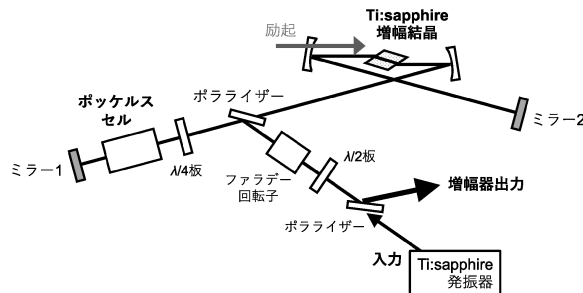 励起
Ti:sapphire
増幅結晶
ポラライザー
ポッケルス
セル
ミラー2
λ/4板
λ/2板
ミラー1
ファラデー
回転子
増幅器出力
ポラライザー
入力
Ti:sapphire
発振器